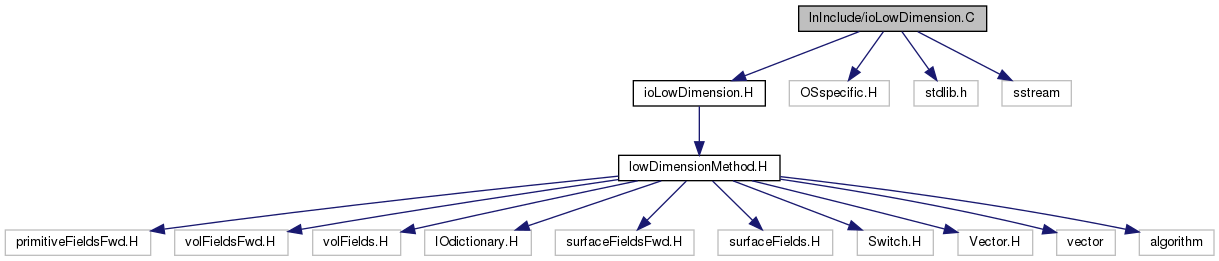 lnInclude/ioLowDimension.C
ioLowDimension.H
OSspecific.H
stdlib.h
sstream
lowDimensionMethod.H
primitiveFieldsFwd.H
volFieldsFwd.H
volFields.H
IOdictionary.H
surfaceFieldsFwd.H
surfaceFields.H
Switch.H
Vector.H
vector
algorithm